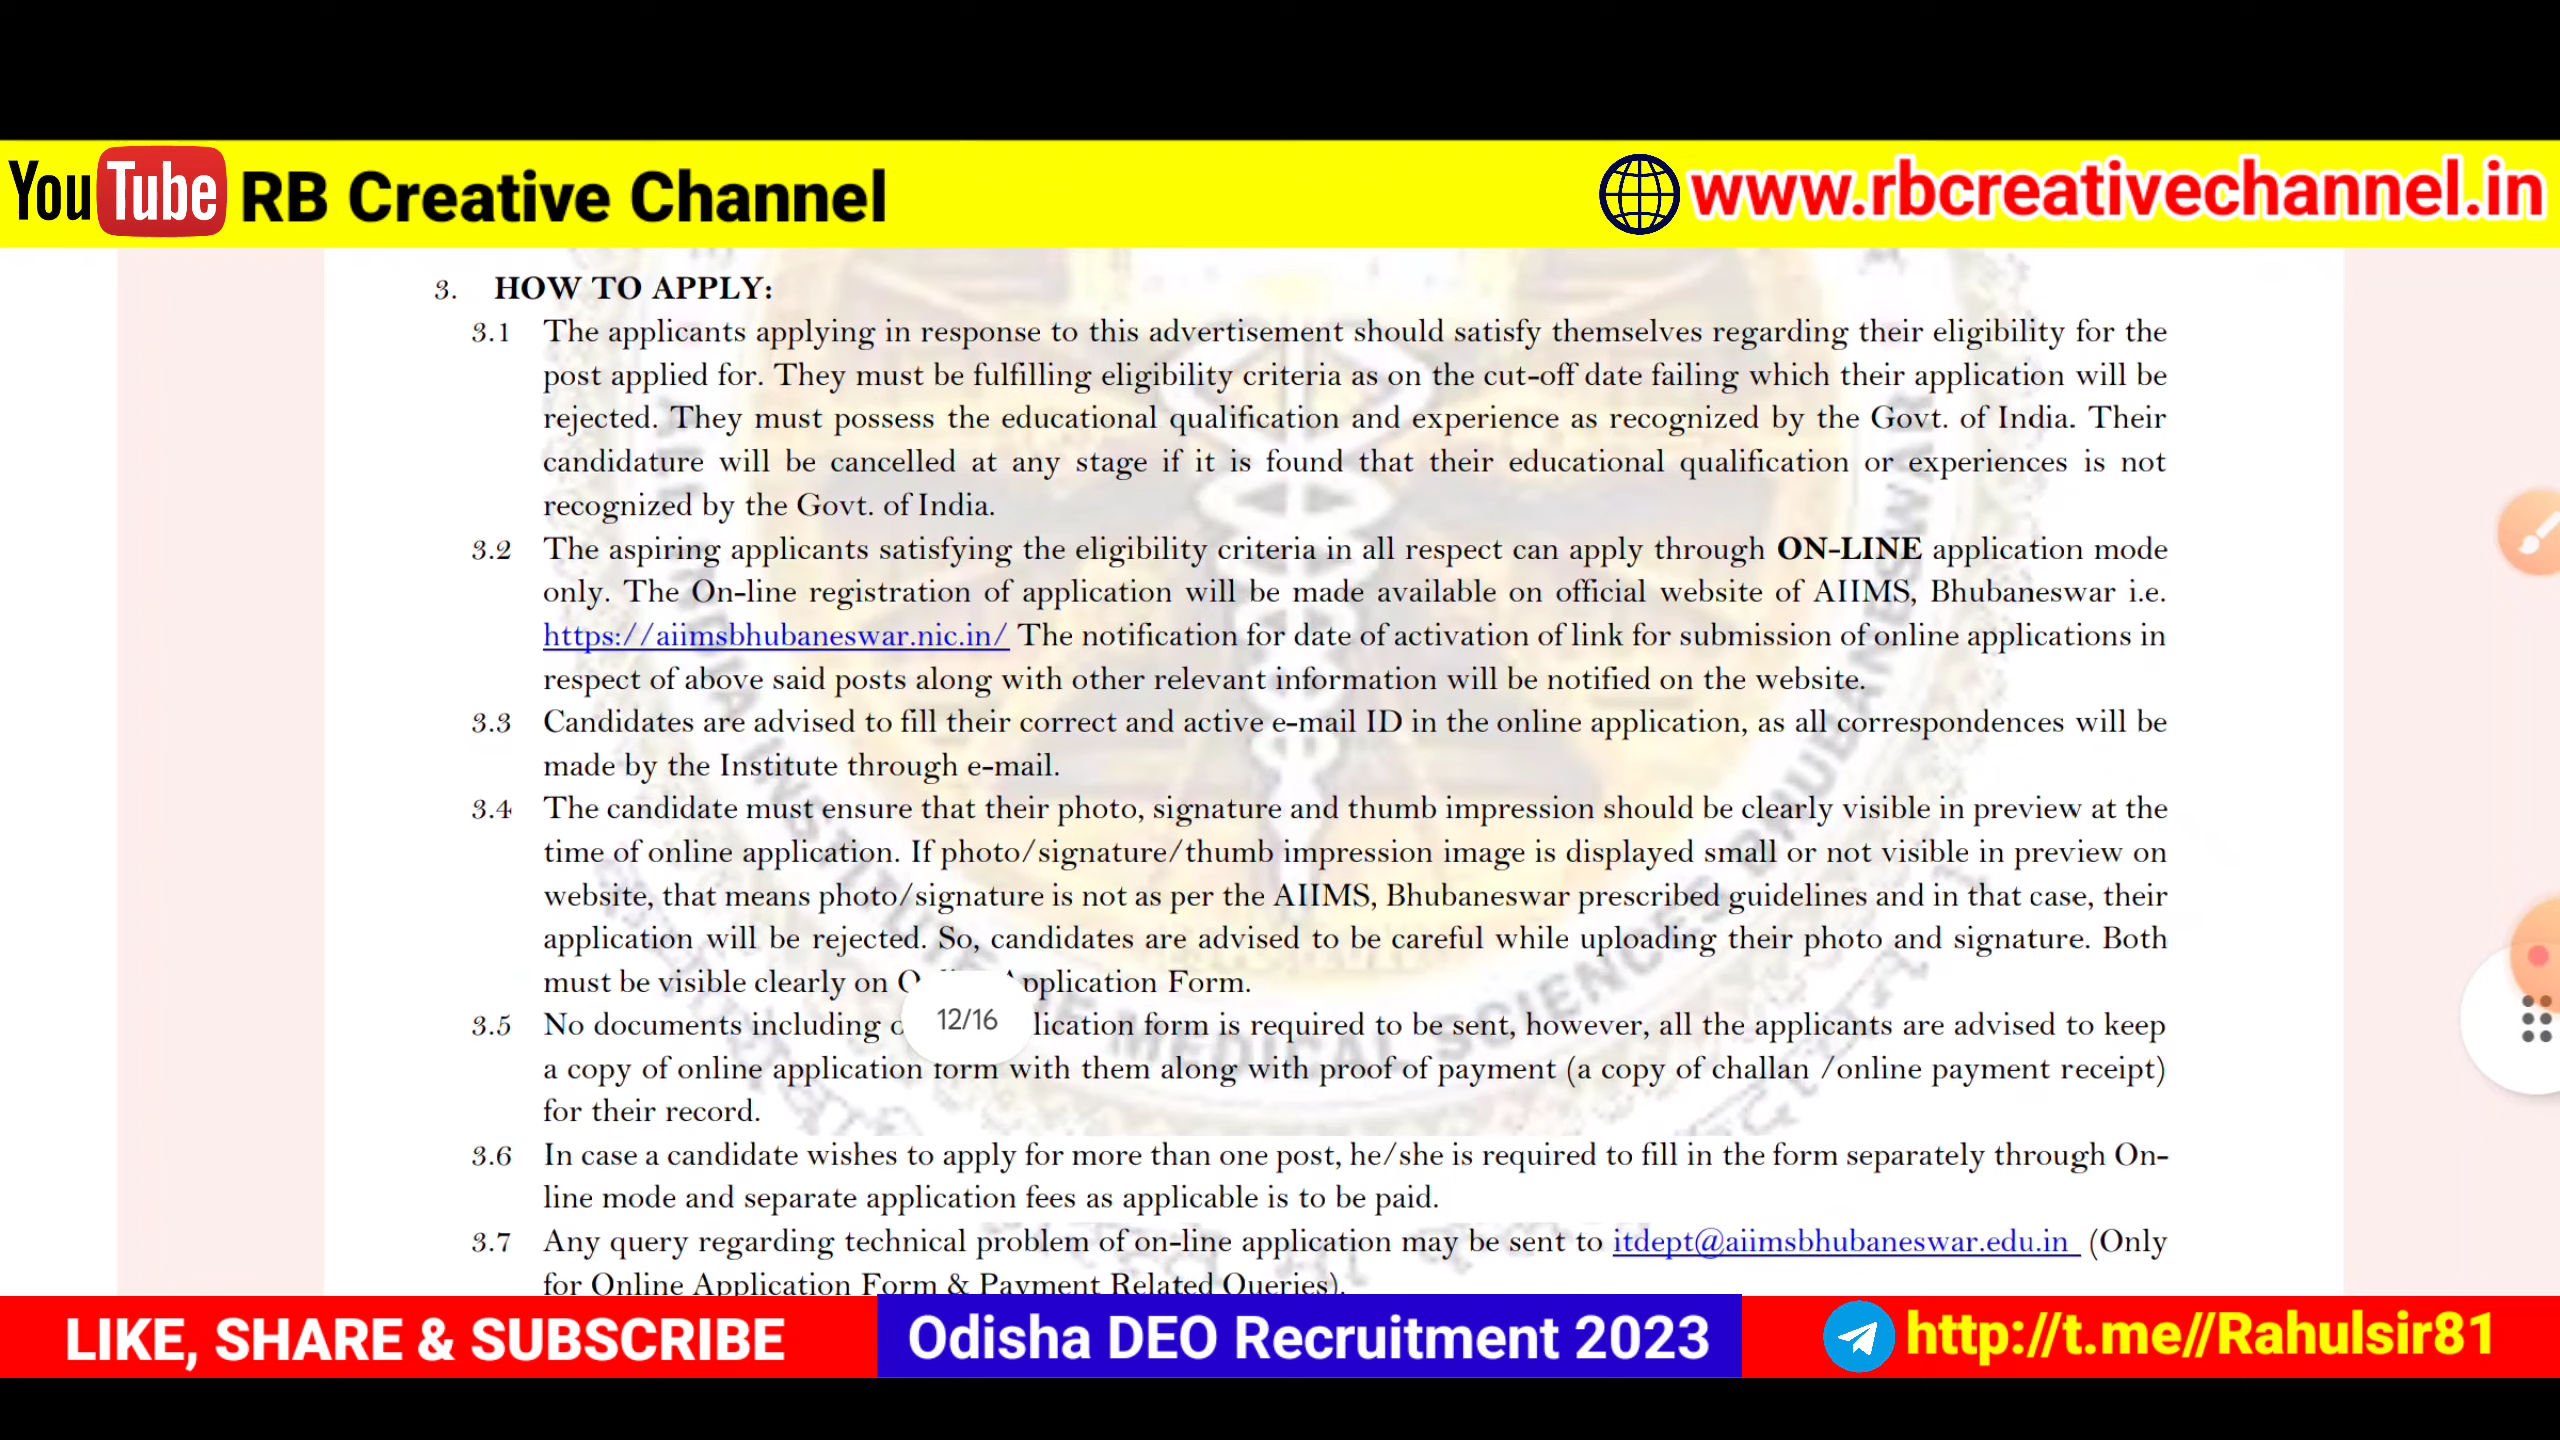 YouTube RB Creative Channel
www.rbcreativechannel.in
3. HOW TO APPLY:
3.1 The applicants applying in response to this advertisement should satisfy themselves regarding their eligibility for the
post applied for. They must be fulfilling eligibility criteria as on the cut-off date failing which their application will be
rejected. They must possess the educational qualification and experience as recognized by the Govt. of India. Their
candidature will be cancelled at any stage if it is found that their educational qualification or experiences is not
recognized by the Govt. of India.
3.2 The aspiring applicants satisfying the eligibility criteria in all respect can apply through ON-LINE application mode
only. The On-line registration of application will be made available on official website of AIIMS, Bhubaneswar i.e.
https://aiimsbhubaneswar.nic.in/ The notification for date of activation of link for submission of online applications in
respect of above said posts along with other relevant information will be notified on the website.
3.3 Candidates are advised to fill their correct and active e-mail ID in the online application, as all correspondences will be
made by the Institute through e-mail.
3.4 The candidate must ensure that their photo, signature and thumb impression should be clearly visible in preview at the
time of online application. If photo/signature/thumb impression image is displayed small or not visible in preview on
website, that means photo/signature is not as per the AIIMS, Bhubaneswar prescribed guidelines and in that case, their
application will be rejected. So, candidates are advised to be careful while uploading their photo and signature. Both
must be visible clearly on Application Form.
3.5 No documents including form is required to be sent, however, all the applicants are advised to keep
12/16
a copy of online application form with them along with proof of payment (a copy of challan /online payment receipt)
for their record.
3.6 In case a candidate wishes to apply for more than one post, he/she is required to fill in the form separately through On-
line mode and separate application fees as applicable is to be paid.
3.7 Any query regarding technical problem of on-line application may be sent to itdept@aiimsbhubaneswar.edu.in (Only
for Online Application Form & Payment Related Queries).
LIKE, SHARE & SUBSCRIBE
Odisha DEO Recruitment 2023
http://t.me//Rahulsir81